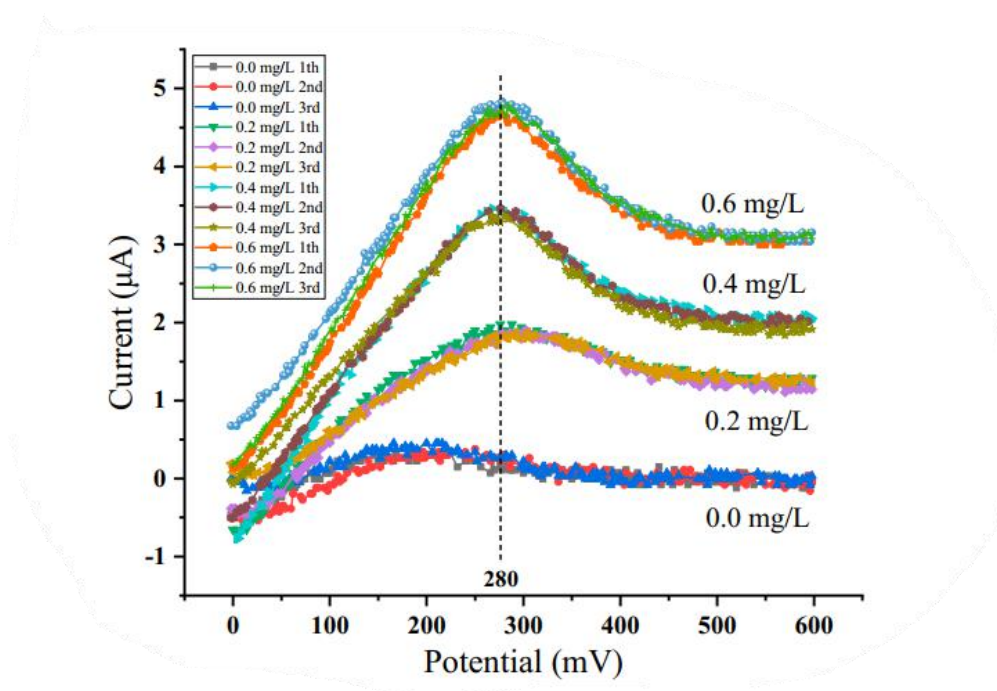 0.0 mg/L 1th
0.0 mg/L 2nd
0.0 mg/L 3rd
0.2 mg/L 1th
0.2 mg/L 2nd
0.2 mg/L 3rd
0.4 mg/L 1th
0.4 mg/L 2nd
0.4 mg/L 3rd
0.6 mg/L 1th
0.6 mg/L 2nd
0.6 mg/L 3rd
5
4
3
2
1
0
-1
Current (μA)
0.6 mg/L
0.4 mg/L
0.2 mg/L
0.0 mg/L
280
0 100 200 300 400 500 600
Potential (mV)